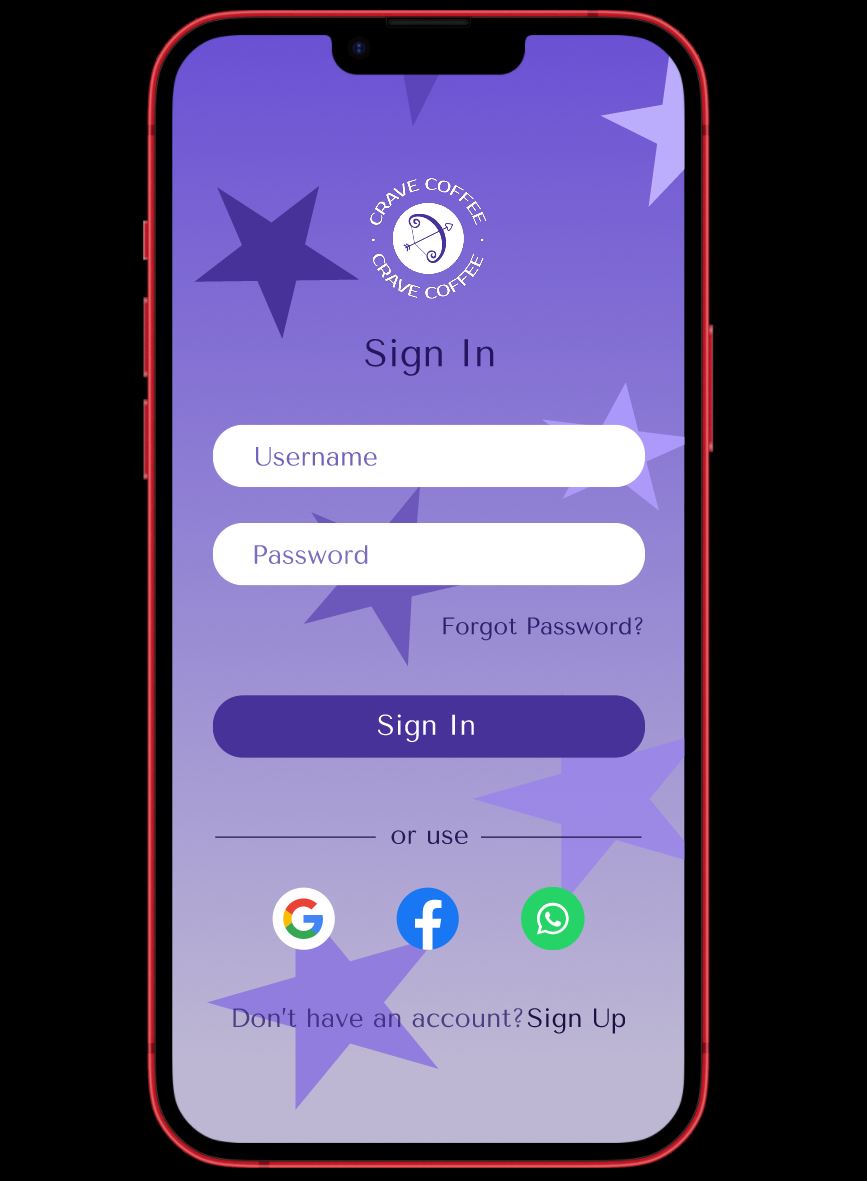 CRAVE COFFEE
CRAVE COFFEE
Sign In
Username
Password
Forgot Password?
Sign In
or use
Don't have an account?Sign Up